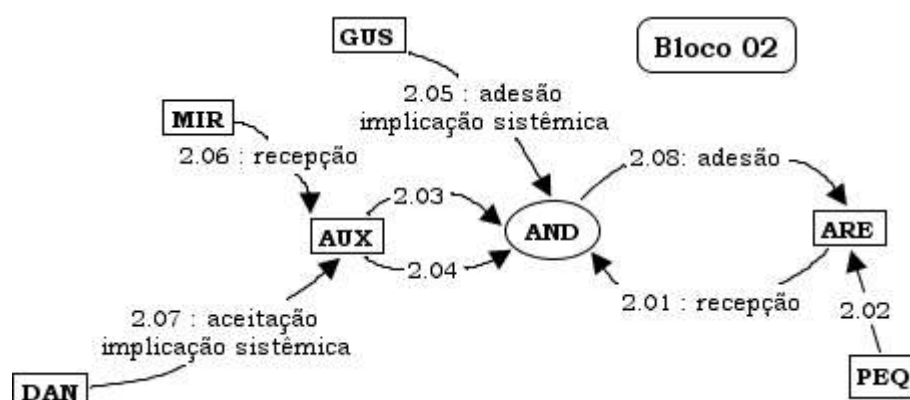 GUS
Bloco 02
2.05 : adesão
implicação sistêmica
MIR
2.06 : recepção
2.08: adesão
2.03
AUX
AND
ARE
2.04
2.01 : recepção
2.02
2.07 : aceitação
implicação sistêmica
DAN
PEQ